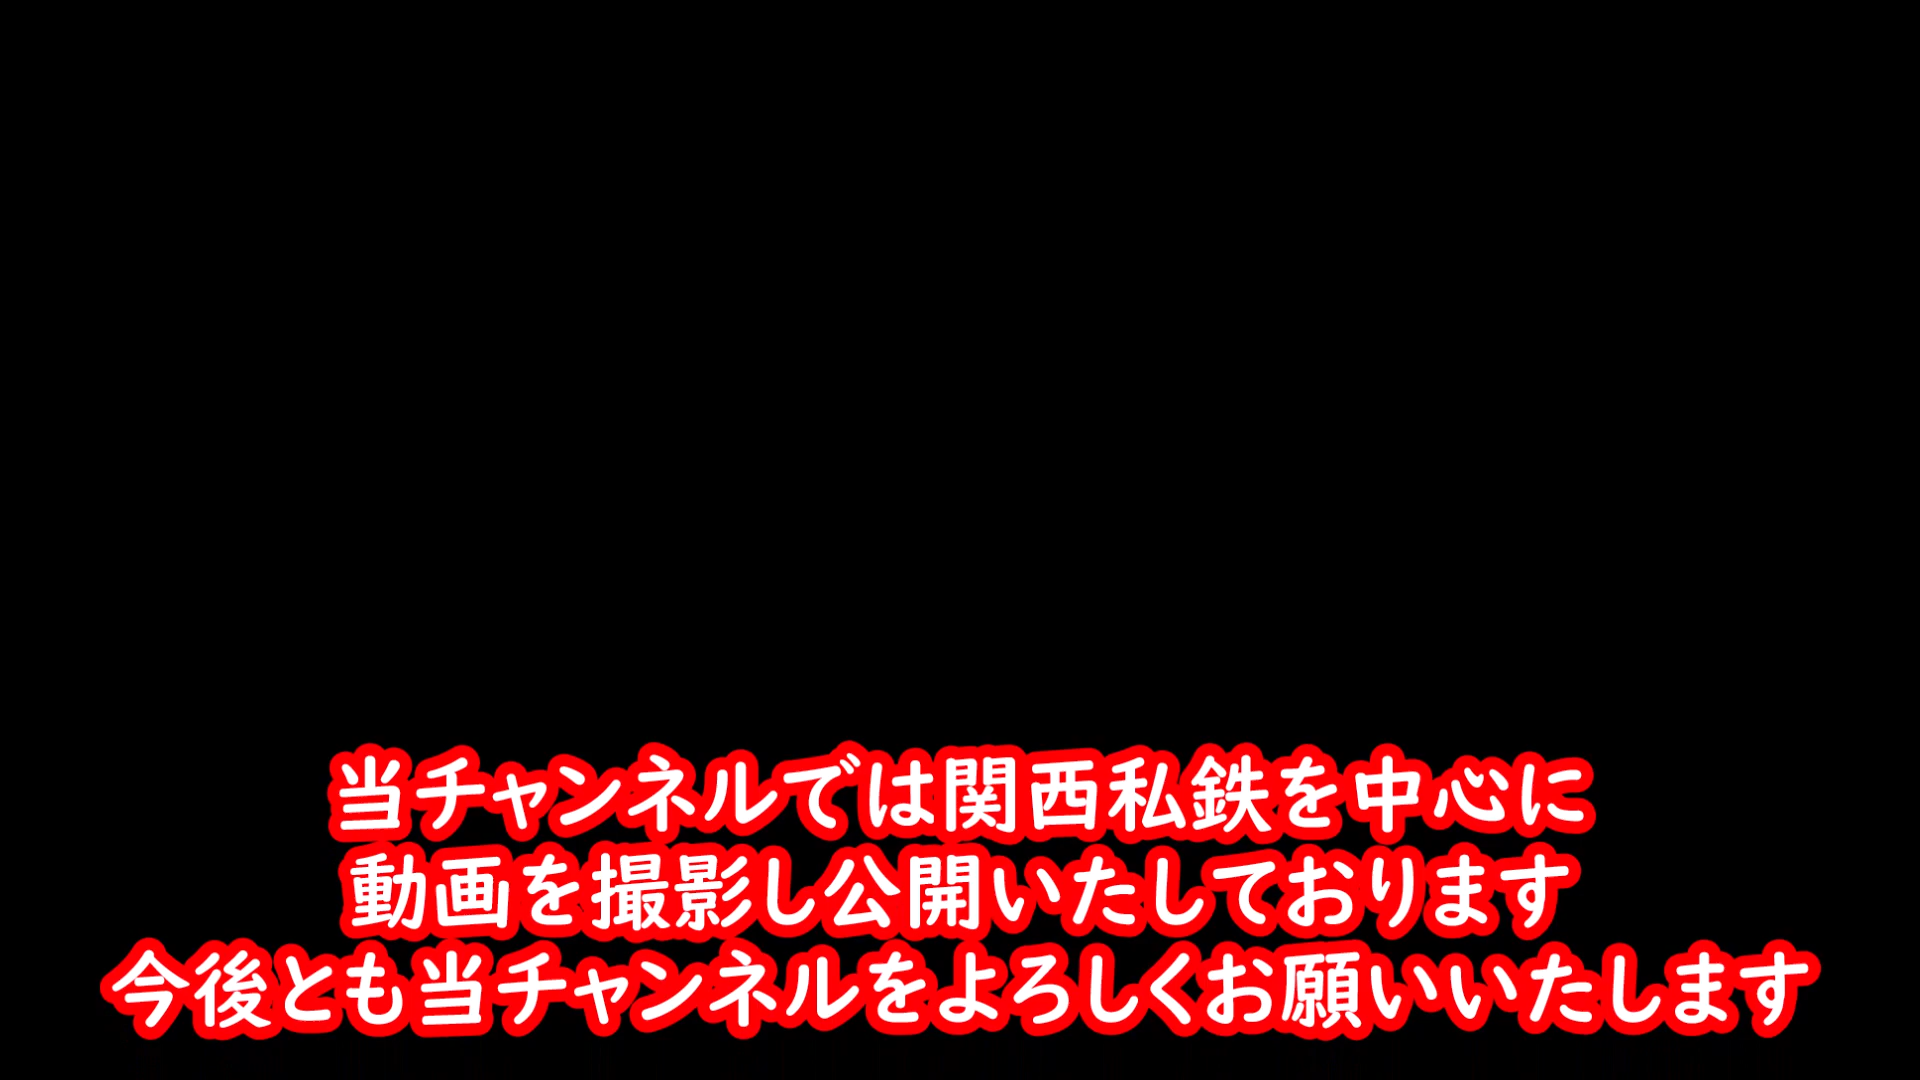 当チャンネルでは関西私鉄を中心に
動画を撮影し公開いたしております
今後とも当チャンネルをよろしくお願いいたします